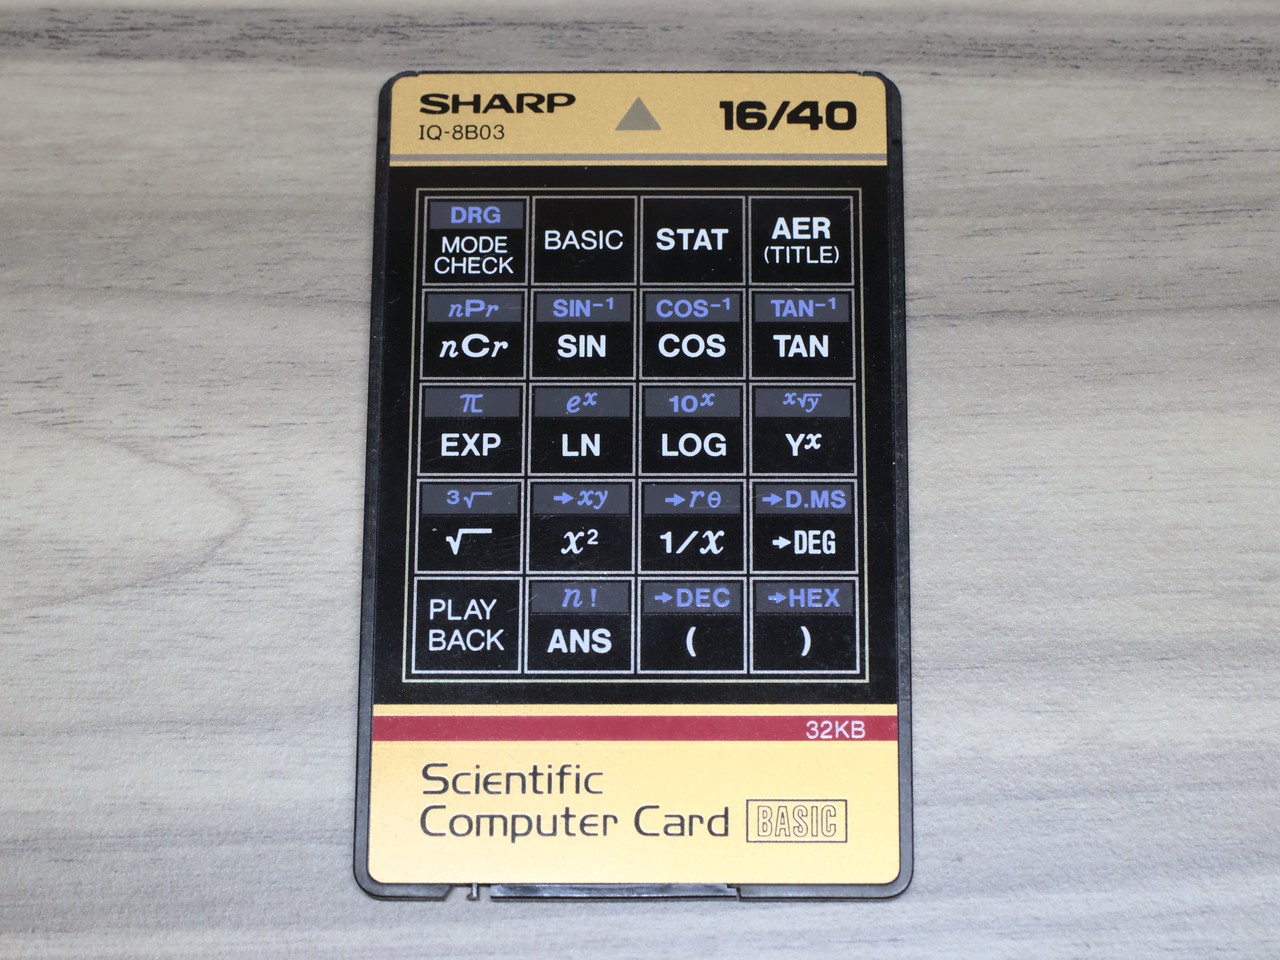 SHARP
IQ-8B03
16/40
DRG
MODE
CHECK
BASIC
STAT
AER
(TITLE)
nPr
nCr
SIN⁻¹
SIN
COS⁻¹
COS
TAN⁻¹
TAN
π
EXP
eˣ
LN
10ˣ
LOG
ˣ√y
Yˣ
³√
√
→xy
x²
→rθ
1/x
→D.MS
→DEG
PLAY
BACK
n!
ANS
→DEC
(
→HEX
)
32KB
Scientific
Computer Card BASIC